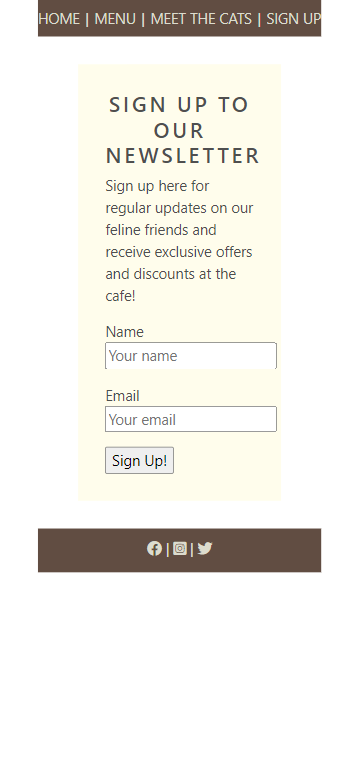 HOME | MENU | MEET THE CATS | SIGN UP
SIGN UP TO
OUR
NEWSLETTER
Sign up here for
regular updates on our
feline friends and
receive exclusive offers
and discounts at the
cafe!
Name
Your name
Email
Your email
Sign Up!
| |